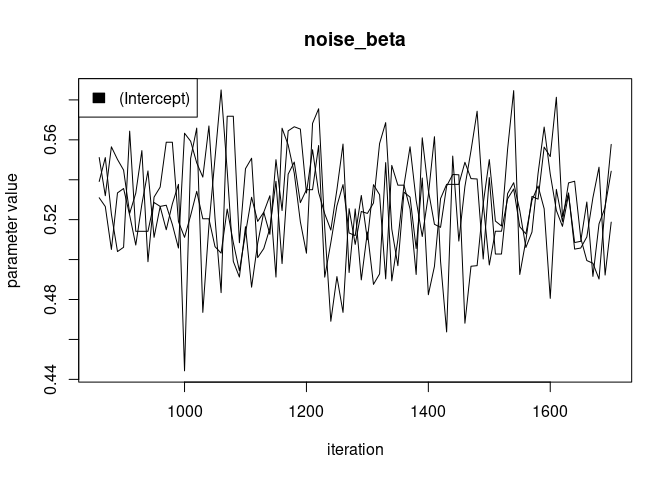 noise_beta
(Intercept)
parameter value
0.56
0.52
0.48
0.44
1000 1200 1400 1600
iteration